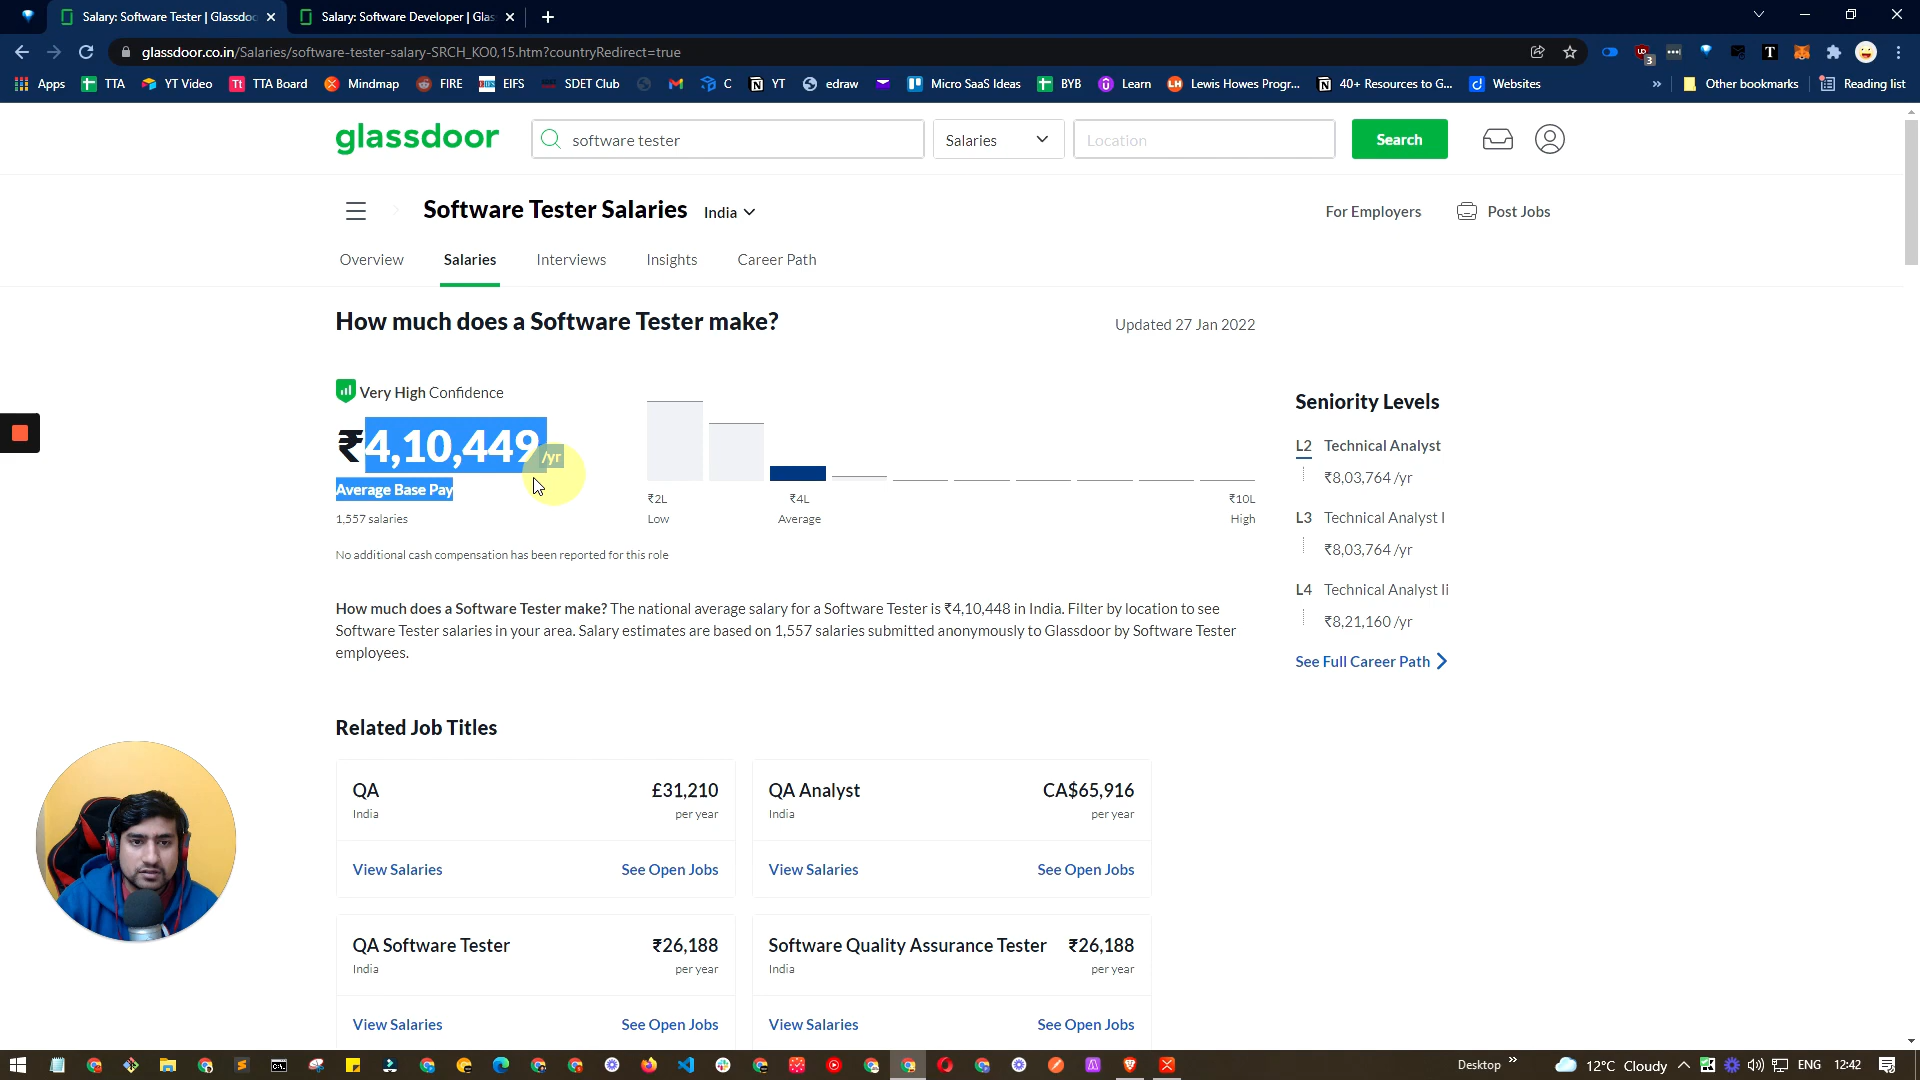 Salary: Software Tester | Glassdoo
Salary: Software Developer | Glas
glassdoor.co.in/Salaries/software-tester-salary-SRCH_KO0,15.htm?countryRedirect=true
3
T
Apps
TTA
YT Video
TTA Board
Mindmap
FIRE
EIFS
SDET Club
C
YT
edraw
Micro SaaS Ideas
BYB
Learn
Lewis Howes Progr...
40+ Resources to G...
Websites
»
Other bookmarks
Reading list
glassdoor
software tester
Salaries
Location
Search
Software Tester Salaries
India
For Employers
Post Jobs
Overview
Salaries
Interviews
Insights
Career Path
How much does a Software Tester make?
Updated 27 Jan 2022
Very High Confidence
₹4,10,449 /yr
Average Base Pay
1,557 salaries
₹2L
Low
₹4L
Average
₹10L
High
No additional cash compensation has been reported for this role
How much does a Software Tester make? The national average salary for a Software Tester is ₹4,10,448 in India. Filter by location to see
Software Tester salaries in your area. Salary estimates are based on 1,557 salaries submitted anonymously to Glassdoor by Software Tester
employees.
Seniority Levels
L2 Technical Analyst
₹8,03,764 /yr
L3 Technical Analyst I
₹8,03,764 /yr
L4 Technical Analyst Ii
₹8,21,160 /yr
See Full Career Path
Related Job Titles
QA
£31,210
India
per year
View Salaries
See Open Jobs
QA Analyst
CA$65,916
India
per year
View Salaries
See Open Jobs
QA Software Tester
₹26,188
India
per year
View Salaries
See Open Jobs
Software Quality Assurance Tester
₹26,188
India
per year
View Salaries
See Open Jobs
Desktop »
12°C Cloudy
ENG
12:42